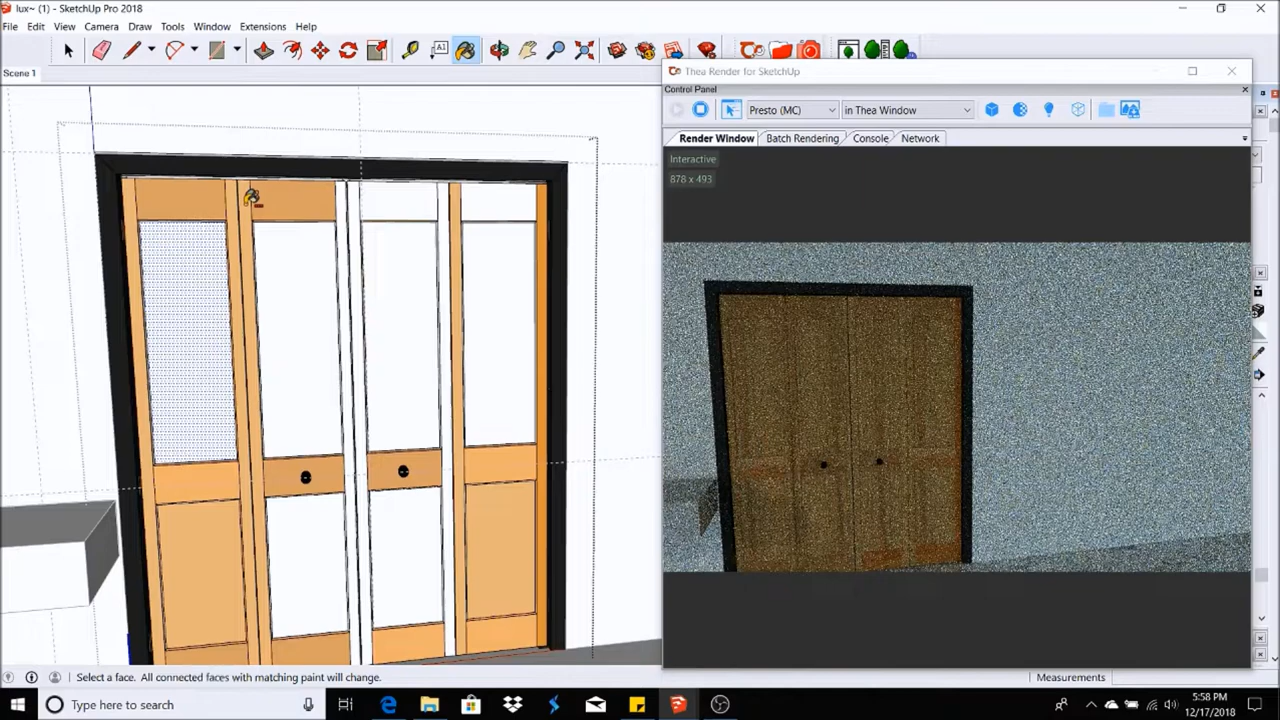 lux~ (1) - SketchUp Pro 2018
File Edit View Camera Draw Tools Window Extensions Help
A1
Scene 1
Thea Render for SketchUp
Control Panel
Presto (MC) in Thea Window
Render Window Batch Rendering Console Network
Interactive
878 x 493
Select a face. All connected faces with matching paint will change.
Measurements
Type here to search
5:58 PM
12/17/2018